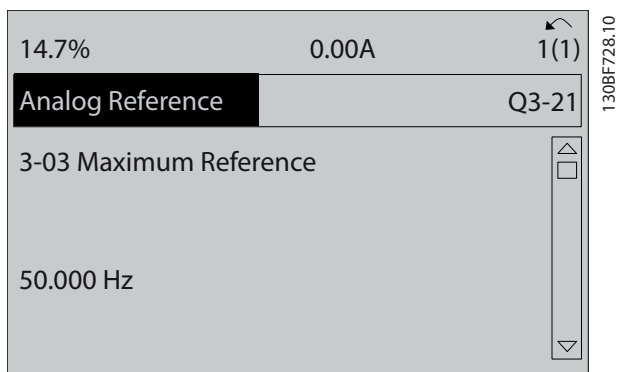 14.7% 0.00A 1(1)
Analog Reference Q3-21
3-03 Maximum Reference
50.000 Hz
130BF728.10